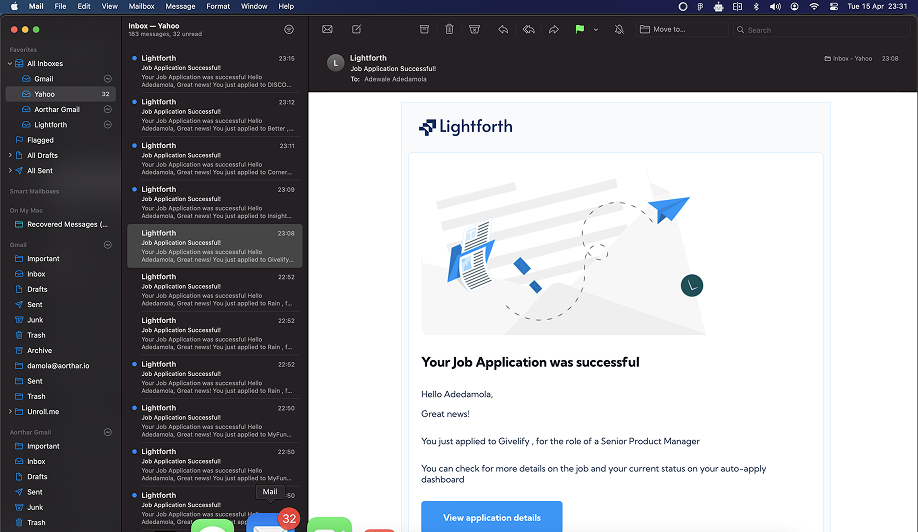 Mail File Edit View Mailbox Message Format Window Help Tue 15 Apr 23:31
Favorites
All Inboxes
Gmail
Yahoo 32
Aorthar Gmail
Lightforth
Flagged
All Drafts
All Sent
Smart Mailboxes
On My Mac
Recovered Messages (...
Gmail
Important
Inbox
Drafts
Sent
Junk
Trash
Archive
damola@aorthar.io
Sent
Trash
Unroll.me
Aorthar Gmail
Important
Inbox
Drafts
Sent
Junk
Trash
Inbox — Yahoo
183 messages, 32 unread
Lightforth 23:15
Job Application Successful!
Your Job Application was successful Hello
Adedamola, Great news! You just applied to DISCO...
Lightforth 23:12
Job Application Successful!
Your Job Application was successful Hello
Adedamola, Great news! You just applied to Better ,...
Lightforth 23:11
Job Application Successful!
Your Job Application was successful Hello
Adedamola, Great news! You just applied to Corner...
Lightforth 23:09
Job Application Successful!
Your Job Application was successful Hello
Adedamola, Great news! You just applied to Insight...
Lightforth 23:08
Job Application Successful!
Your Job Application was successful Hello
Adedamola, Great news! You just applied to Givelify...
Lightforth 22:52
Job Application Successful!
Your Job Application was successful Hello
Adedamola, Great news! You just applied to Rain , f...
Lightforth 22:52
Job Application Successful!
Your Job Application was successful Hello
Adedamola, Great news! You just applied to Rain , f...
Lightforth 22:52
Job Application Successful!
Your Job Application was successful Hello
Adedamola, Great news! You just applied to Rain , f...
Lightforth 22:50
Job Application Successful!
Your Job Application was successful Hello
Adedamola, Great news! You just applied to MyFun...
Lightforth 22:50
Job Application Successful!
Your Job Application was successful Hello
Adedamola, Great news! You just applied to MyFun...
Lightforth :50
Job Application Successful!
Mail
32
Move to...
Search
L
Lightforth
Job Application Successful!
To: Adewale Adedamola
Inbox - Yahoo 23:08
Lightforth
Your Job Application was successful
Hello Adedamola,
Great news!
You just applied to Givelify , for the role of a Senior Product Manager
You can check for more details on the job and your current status on your auto-apply
dashboard
View application details